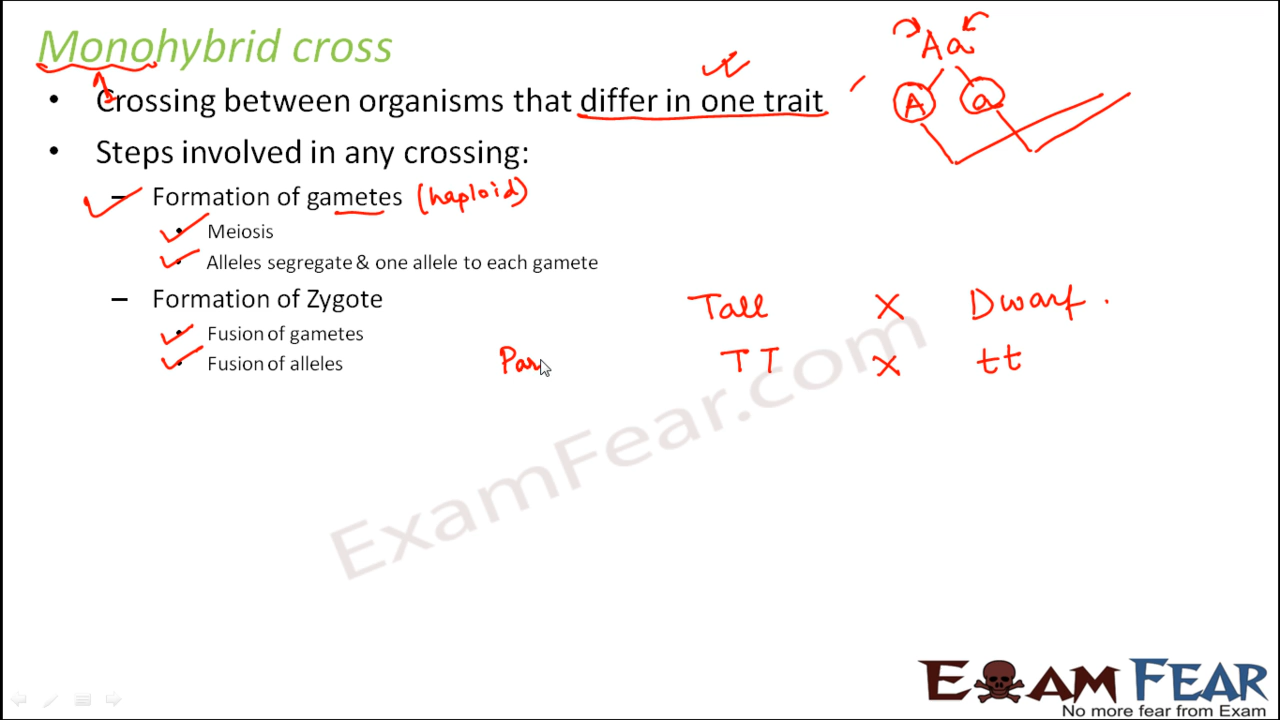 Monohybrid cross
Aa
• Crossing between organisms that differ in one trait
A a
• Steps involved in any crossing:
– Formation of gametes (haploid)
• Meiosis
• Alleles segregate & one allele to each gamete
– Formation of Zygote
Tall X Dwarf.
• Fusion of gametes
• Fusion of alleles
Par TT X tt
ExamFear.com
EXAM FEAR
No more fear from Exam